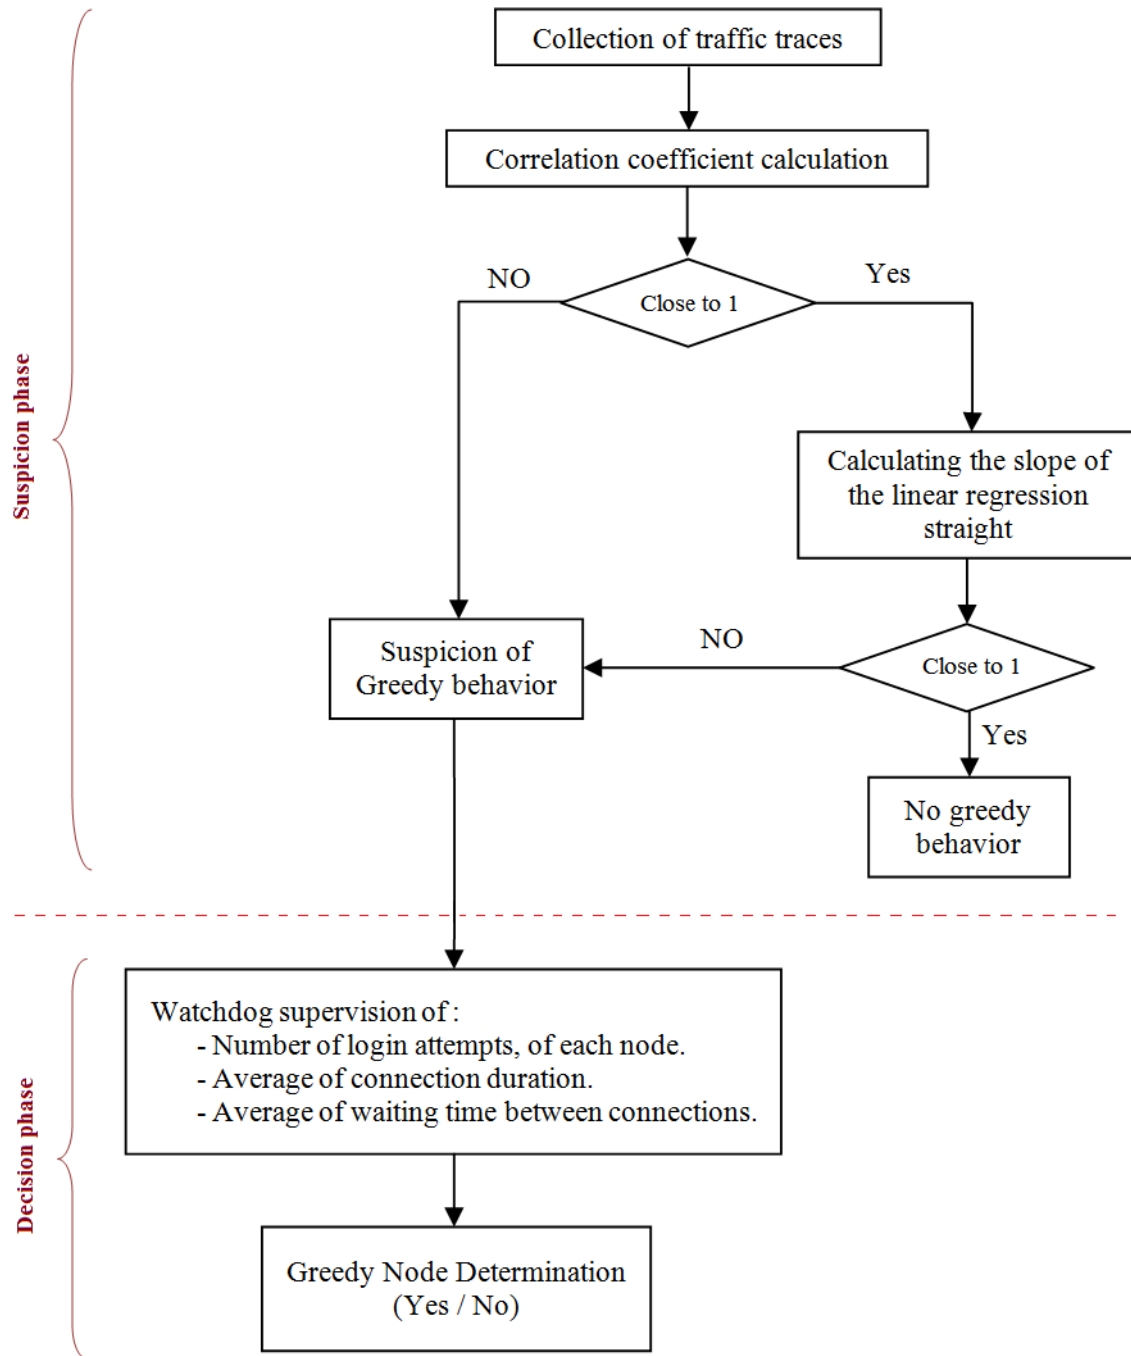 Collection of traffic traces
Correlation coefficient calculation
NO
Yes
Close to 1
Suspicion phase
Calculating the slope of
the linear regression
straight
Suspicion of
Greedy behavior
NO
Close to 1
Yes
No greedy
behavior
Watchdog supervision of :
- Number of login attempts, of each node.
- Average of connection duration.
- Average of waiting time between connections.
Decision phase
Greedy Node Determination
(Yes / No)